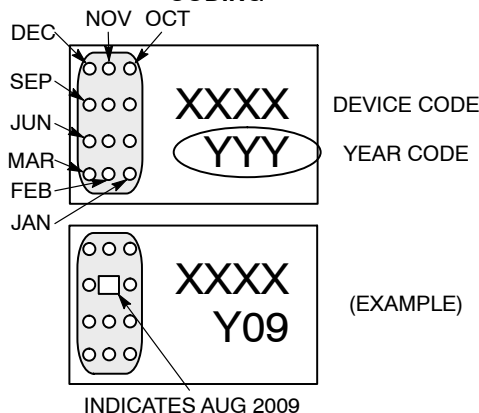 NOV OCT
DEC
SEP
XXXX DEVICE CODE
JUN
YYY YEAR CODE
MAR
FEB
JAN
XXXX
(EXAMPLE)
Y09
INDICATES AUG 2009